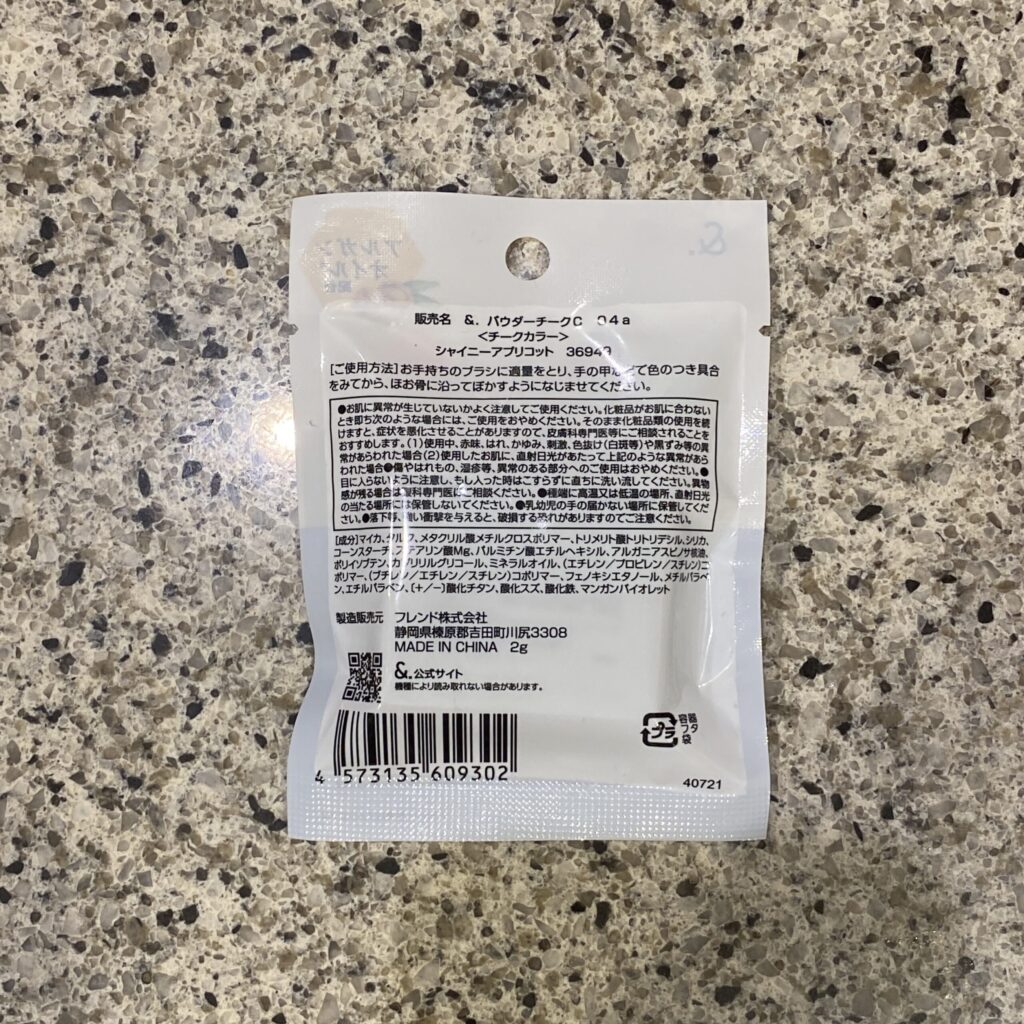 &.
アルガン
オイル
配合
販売名 &. パウダーチークC 04a
<チークカラー>
シャイニーアプリコット 36949
[ご使用方法]お手持ちのブラシに適量をとり、手の甲などで色のつき具合
をみてから、ほお骨に沿ってぼかすようになじませてください。
●お肌に異常が生じていないかよく注意してご使用ください。化粧品がお肌に合わない
とき即ち次のような場合には、ご使用をおやめください。そのまま化粧品類の使用を続
けますと、症状を悪化させることがありますので、皮膚科専門医等にご相談されることを
おすすめします。(1)使用中、赤味、はれ、かゆみ、刺激、色抜け(白斑等)や黒ずみ等の異
常があらわれた場合(2)使用したお肌に、直射日光があたって上記のような異常があら
われた場合●傷やはれもの、湿疹等、異常のある部分へのご使用はおやめください。●
目に入らないように注意し、もし入った時はこすらずに直ちに洗い流してください。異物
感が残る場合は眼科専門医にご相談ください。●極端に高温又は低温の場所、直射日光
の当たる場所には保管しないでください。●乳幼児の手の届かない場所に保管してくだ
さい。●落下等、強い衝撃を与えると、破損する恐れがありますのでご注意ください。
[成分]マイカ、タルク、メタクリル酸メチルクロスポリマー、トリメリト酸トリトリデシル、シリカ、
コーンスターチ、ステアリン酸Mg、パルミチン酸エチルヘキシル、アルガニアスピノサ核油、
ポリイソブテン、カプリリルグリコール、ミネラルオイル、(エチレン/プロピレン/スチレン)コ
ポリマー、(ブチレン/エチレン/スチレン)コポリマー、フェノキシエタノール、メチルパラベ
ン、エチルパラベン、(+/-)酸化チタン、酸化スズ、酸化鉄、マンガンバイオレット
製造販売元 フレンド株式会社
静岡県榛原郡吉田町川尻3308
MADE IN CHINA 2g
&.公式サイト
機種により読み取れない場合があります。
4 573135 609302
プラ
容器
フタ
袋
40721